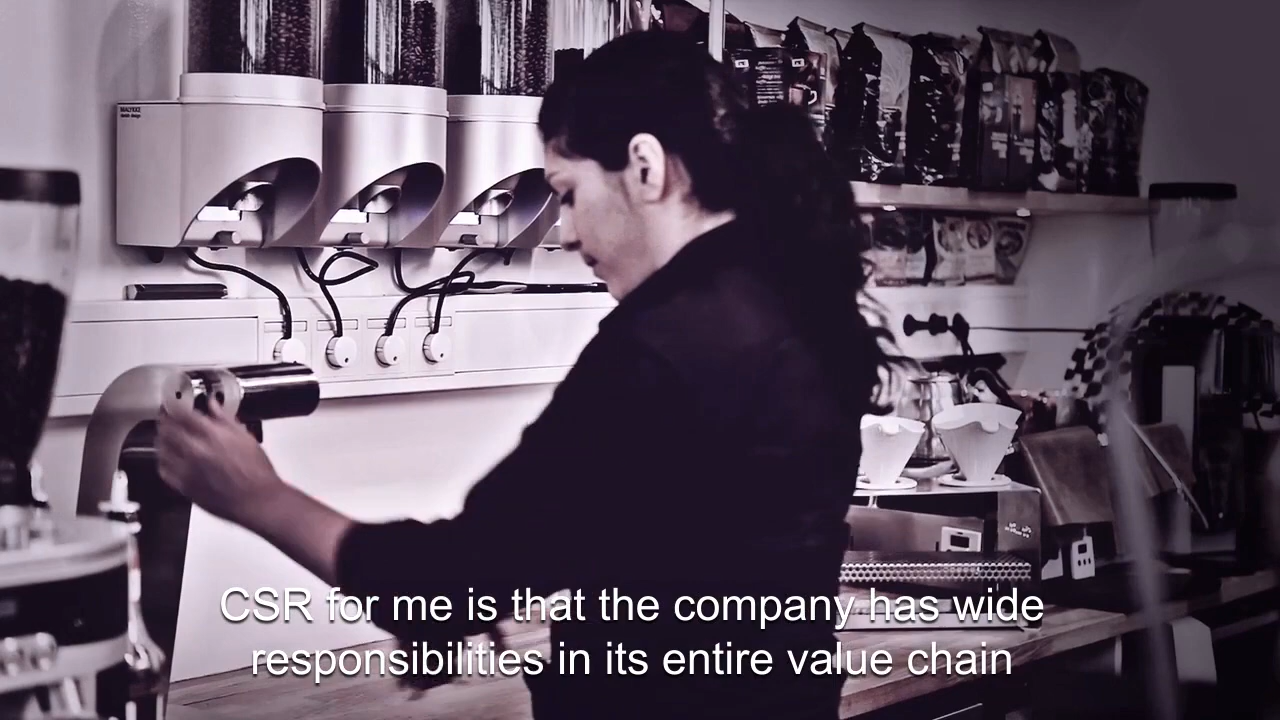 CSR for me is that the company has wide
responsibilities in its entire value chain